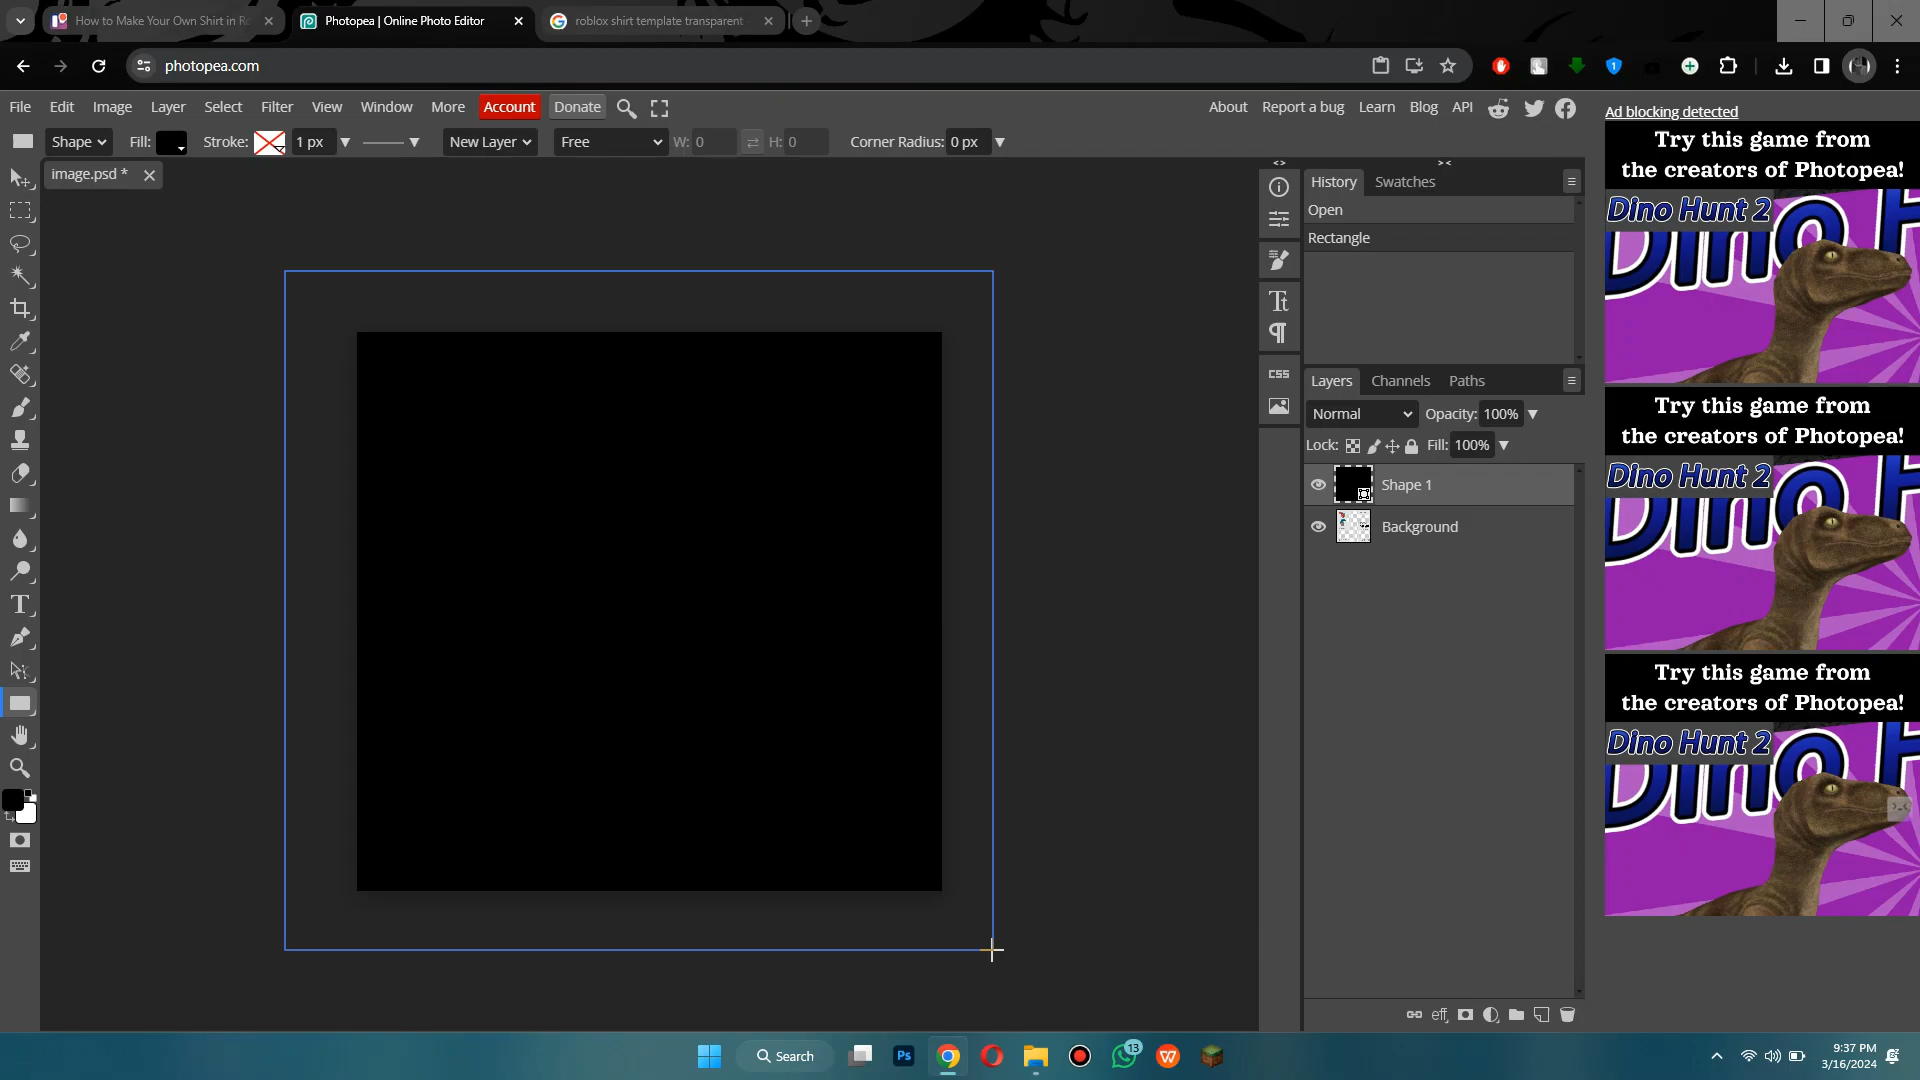 How to Make Your Own Shirt in Ro
Photopea | Online Photo Editor
roblox shirt template transparent
photopea.com
File Edit Image Layer Select Filter View Window More Account Donate
About Report a bug Learn Blog API
Ad blocking detected
Shape Fill: Stroke: 1 px New Layer Free W: 0 H: 0 Corner Radius: 0 px
image.psd *
History Swatches
Open
Rectangle
CSS
Layers Channels Paths
Normal Opacity: 100%
Lock: Fill: 100%
Shape 1
Background
eff
Try this game from
the creators of Photopea!
Dino Hunt 2
Try this game from
the creators of Photopea!
Dino Hunt 2
Try this game from
the creators of Photopea!
Dino Hunt 2
Search
Ps
13
9:37 PM
3/16/2024